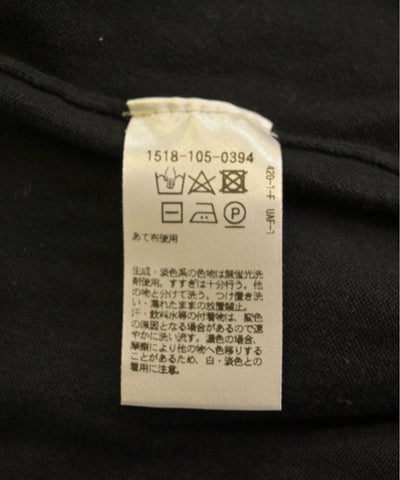 1518-105-0394
あて布使用
生成・淡色系の色物は無蛍光洗
剤使用。すすぎは十分行う。他
の物と分けて洗う。つけ置き洗
い・濡れたままの放置禁止。
汗・飲料水等の付着物は、変色
の原因となる場合があるので速
やかに洗い流す。濃色の場合、
摩擦により他の物へ色移りする
ことがあるため、白・淡色との
着用に注意。
420-1-F UAF-1